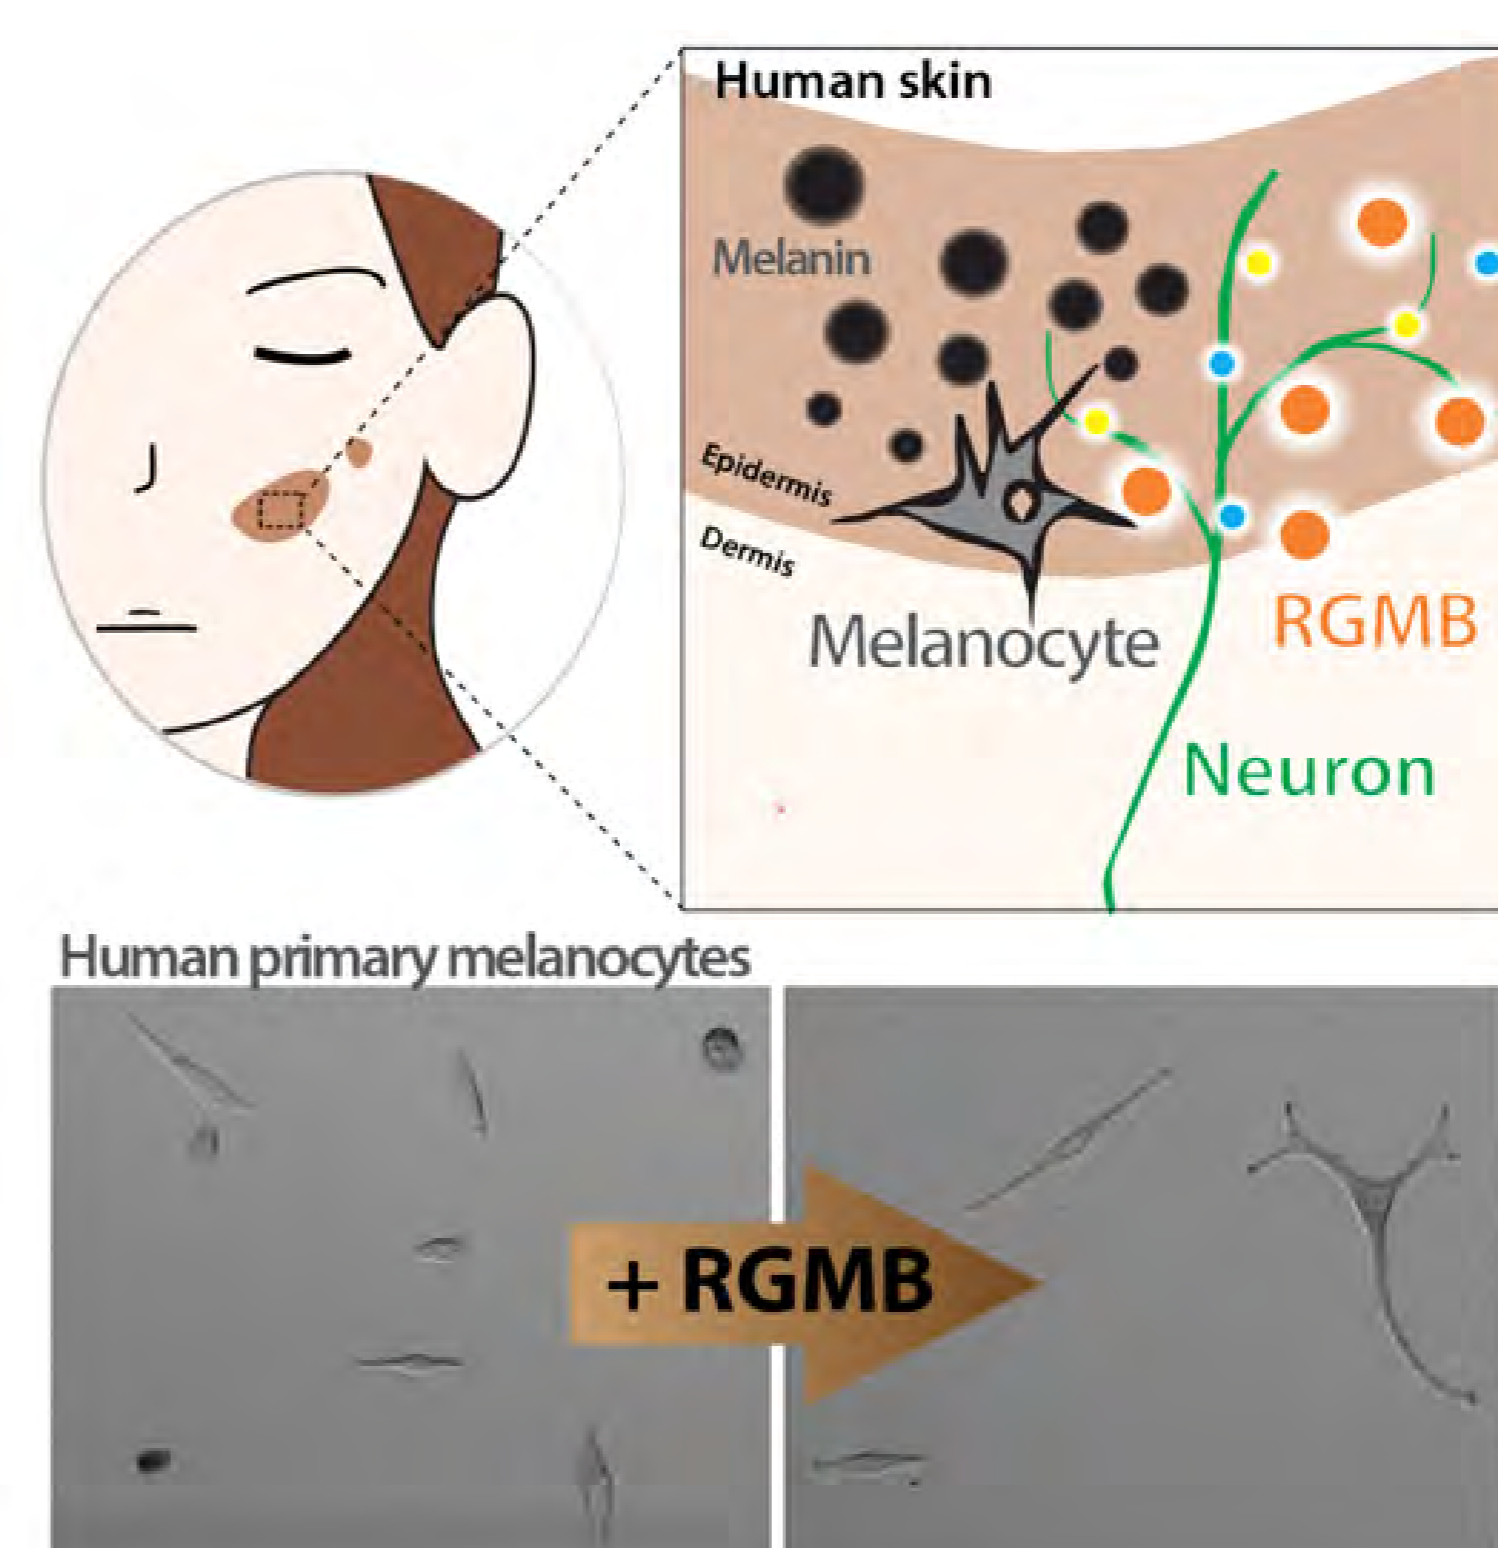 Human skin
Melanin
Epidermis
Dermis
Melanocyte
RGMB
Neuron
Human primary melanocytes
+ RGMB